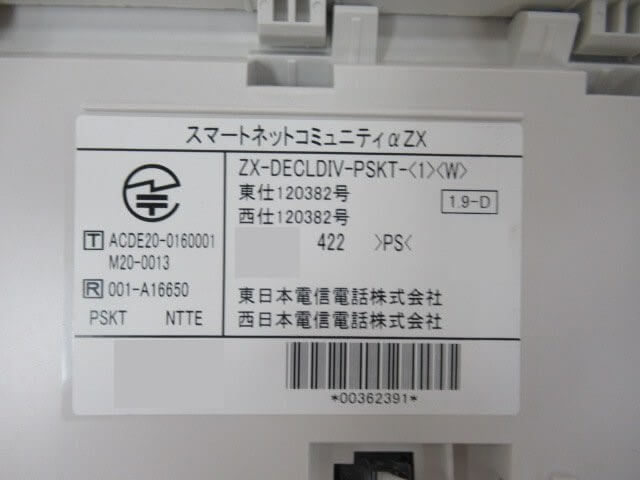 スマートネットコミュニティαZX
ZX-DECLDIV-PSKT-<1><W>
東仕120382号
西仕120382号
1.9-D
422 >PS<
T ACDE20-0160001
M20-0013
R 001-A16650
PSKT NTTE
東日本電信電話株式会社
西日本電信電話株式会社
*00362391*